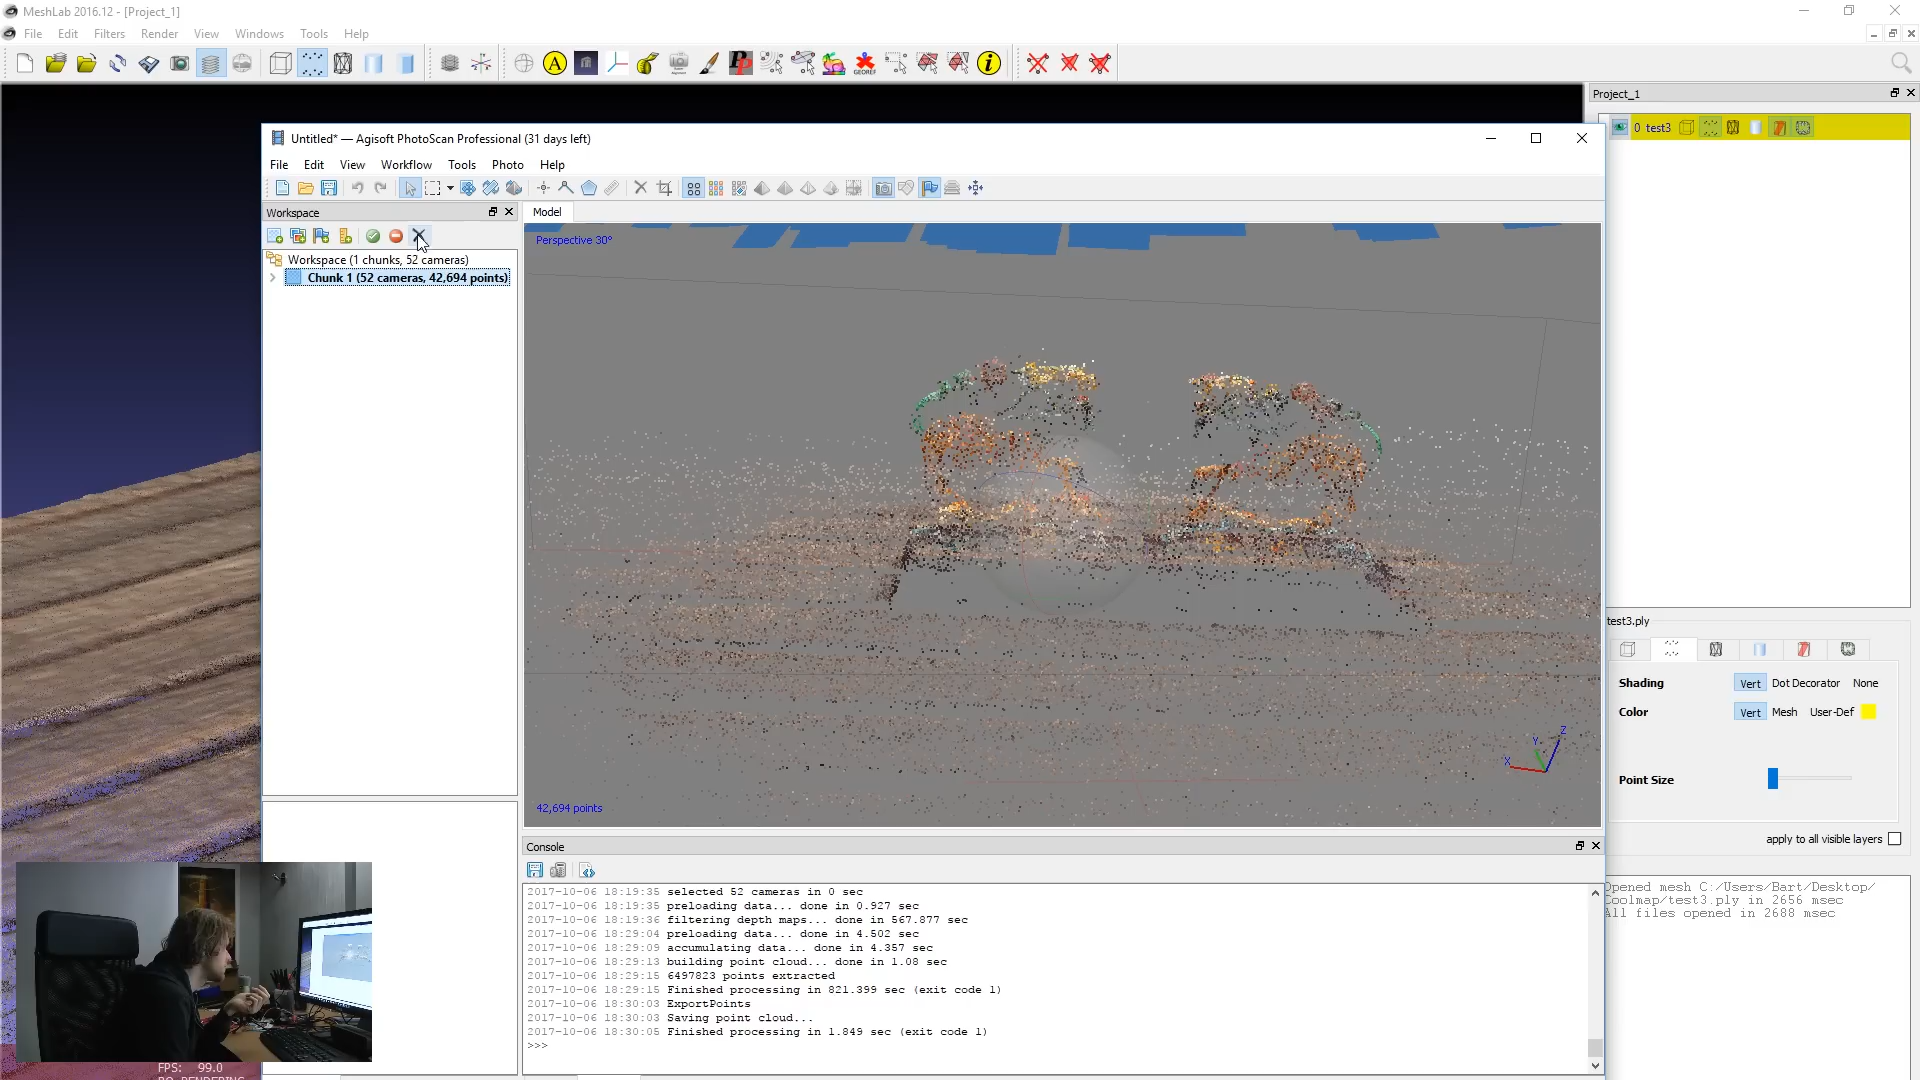 MeshLab 2016.12 - [Project_1]
File Edit Filters Render View Windows Tools Help
A
GEOREF
Project_1
0 test3
Untitled* — Agisoft PhotoScan Professional (31 days left)
File Edit View Workflow Tools Photo Help
Workspace
Model
Workspace (1 chunks, 52 cameras)
Chunk 1 (52 cameras, 42,694 points)
Perspective 30°
X Y Z
42,694 points
test3.ply
Shading Vert Dot Decorator None
Color Vert Mesh User-Def
Point Size
apply to all visible layers
Opened mesh C:/Users/Bart/Desktop/
Coolmap/test3.ply in 2656 msec
All files opened in 2688 msec
Console
2017-10-06 18:19:35 selected 52 cameras in 0 sec
2017-10-06 18:19:35 preloading data... done in 0.927 sec
2017-10-06 18:19:36 filtering depth maps... done in 567.877 sec
2017-10-06 18:29:04 preloading data... done in 4.502 sec
2017-10-06 18:29:09 accumulating data... done in 4.357 sec
2017-10-06 18:29:13 building point cloud... done in 1.08 sec
2017-10-06 18:29:15 6497823 points extracted
2017-10-06 18:29:15 Finished processing in 821.399 sec (exit code 1)
2017-10-06 18:30:03 ExportPoints
2017-10-06 18:30:03 Saving point cloud...
2017-10-06 18:30:05 Finished processing in 1.849 sec (exit code 1)
>>>
FPS: 99.0